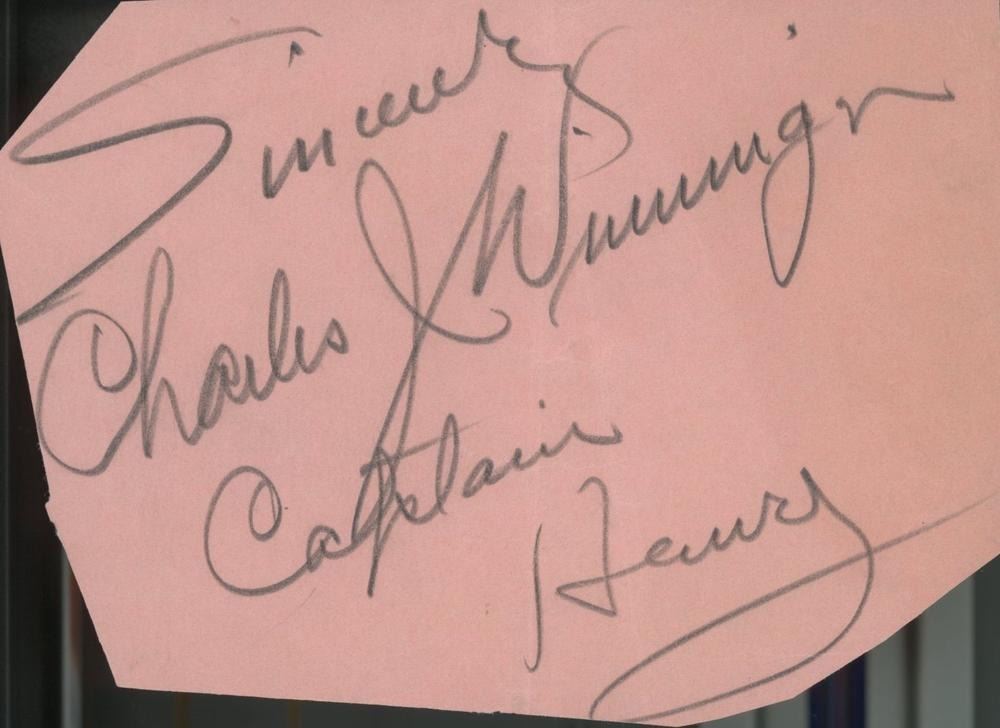 Sincerely
Charles J Winninger
Captain
Henry